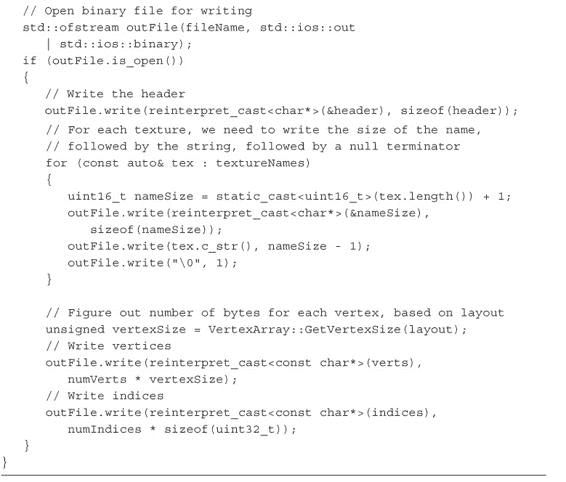 // Open binary file for writing
std::ofstream outFile(fileName, std::ios::out
| std::ios::binary);
if (outFile.is_open())
{
// Write the header
outFile.write(reinterpret_cast<char*>(&header), sizeof(header));
// For each texture, we need to write the size of the name,
// followed by the string, followed by a null terminator
for (const auto& tex : textureNames)
{
uint16_t nameSize = static_cast<uint16_t>(tex.length()) + 1;
outFile.write(reinterpret_cast<char*>(&nameSize),
sizeof(nameSize));
outFile.write(tex.c_str(), nameSize - 1);
outFile.write("\0", 1);
}
// Figure out number of bytes for each vertex, based on layout
unsigned vertexSize = VertexArray::GetVertexSize(layout);
// Write vertices
outFile.write(reinterpret_cast<const char*>(verts),
numVerts * vertexSize);
// Write indices
outFile.write(reinterpret_cast<const char*>(indices),
numIndices * sizeof(uint32_t));
}
}